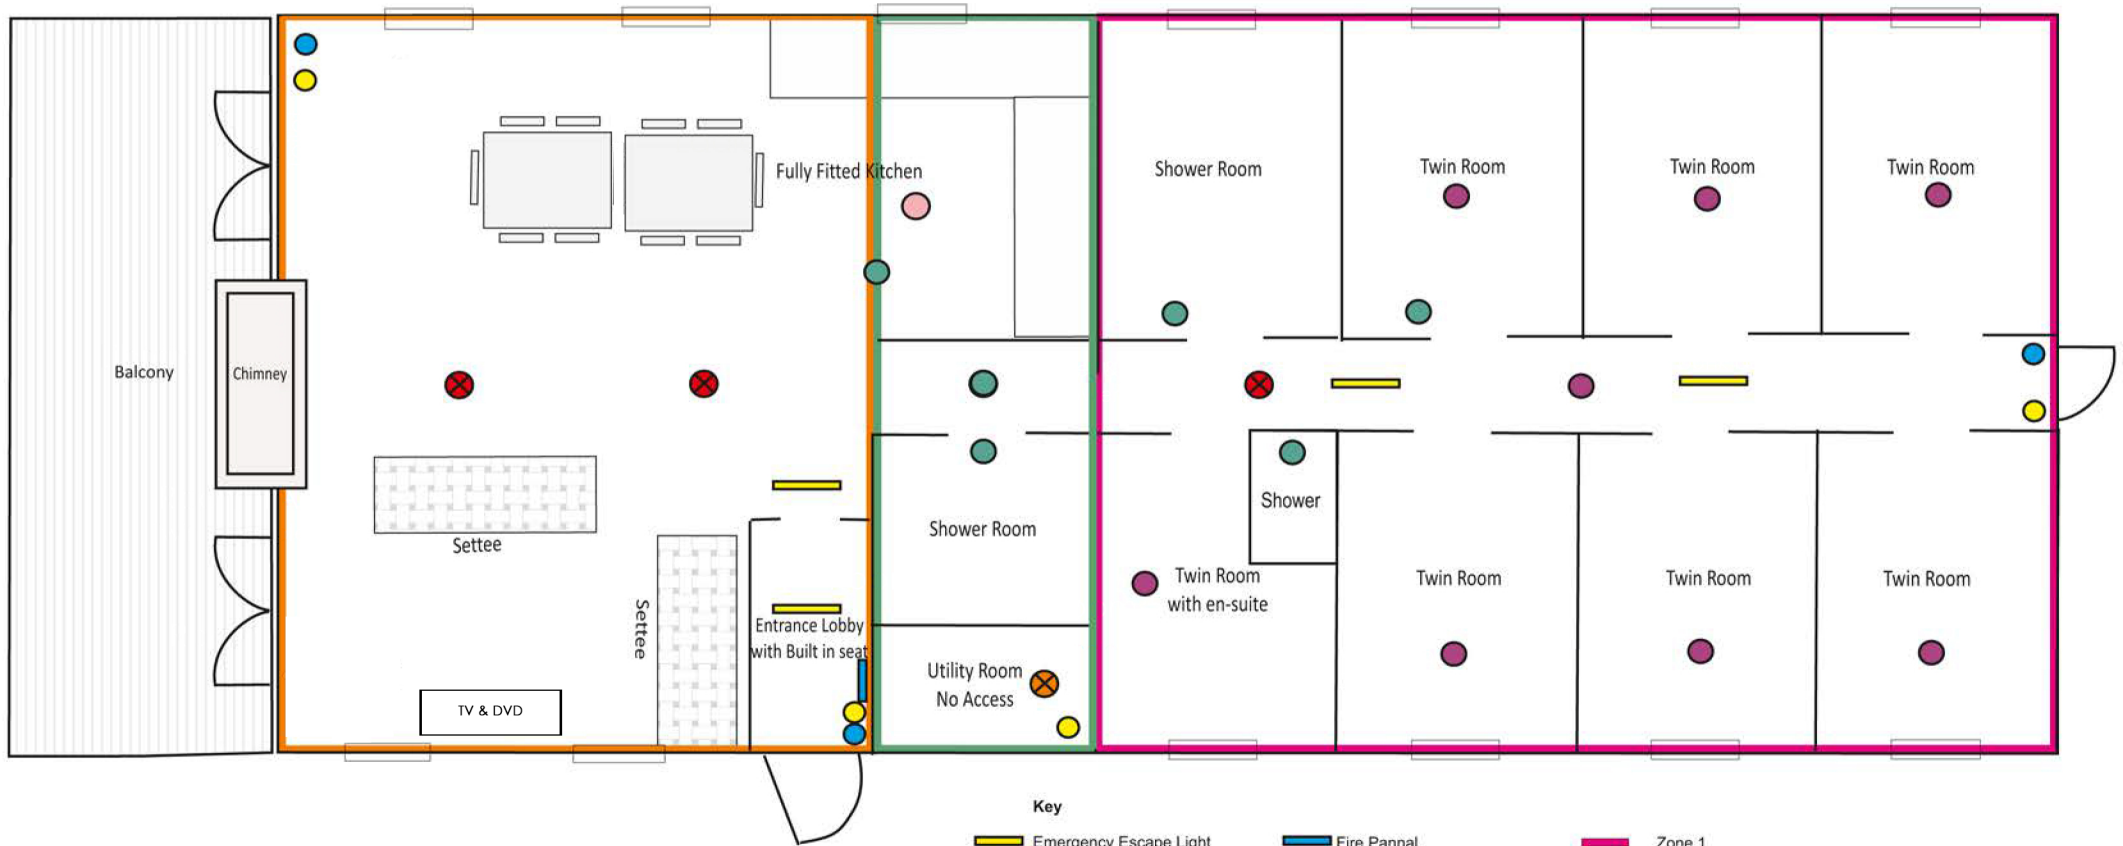 Fully Fitted Kitchen
Shower Room
Twin Room
Twin Room
Twin Room
Balcony
Chimney
Settee
Settee
TV & DVD
Entrance Lobby
with Built in seat
Shower Room
Utility Room
No Access
Shower
Twin Room
with en-suite
Twin Room
Twin Room
Twin Room
Key
Emergency Escape Light
Fire Pannal
Zone 1